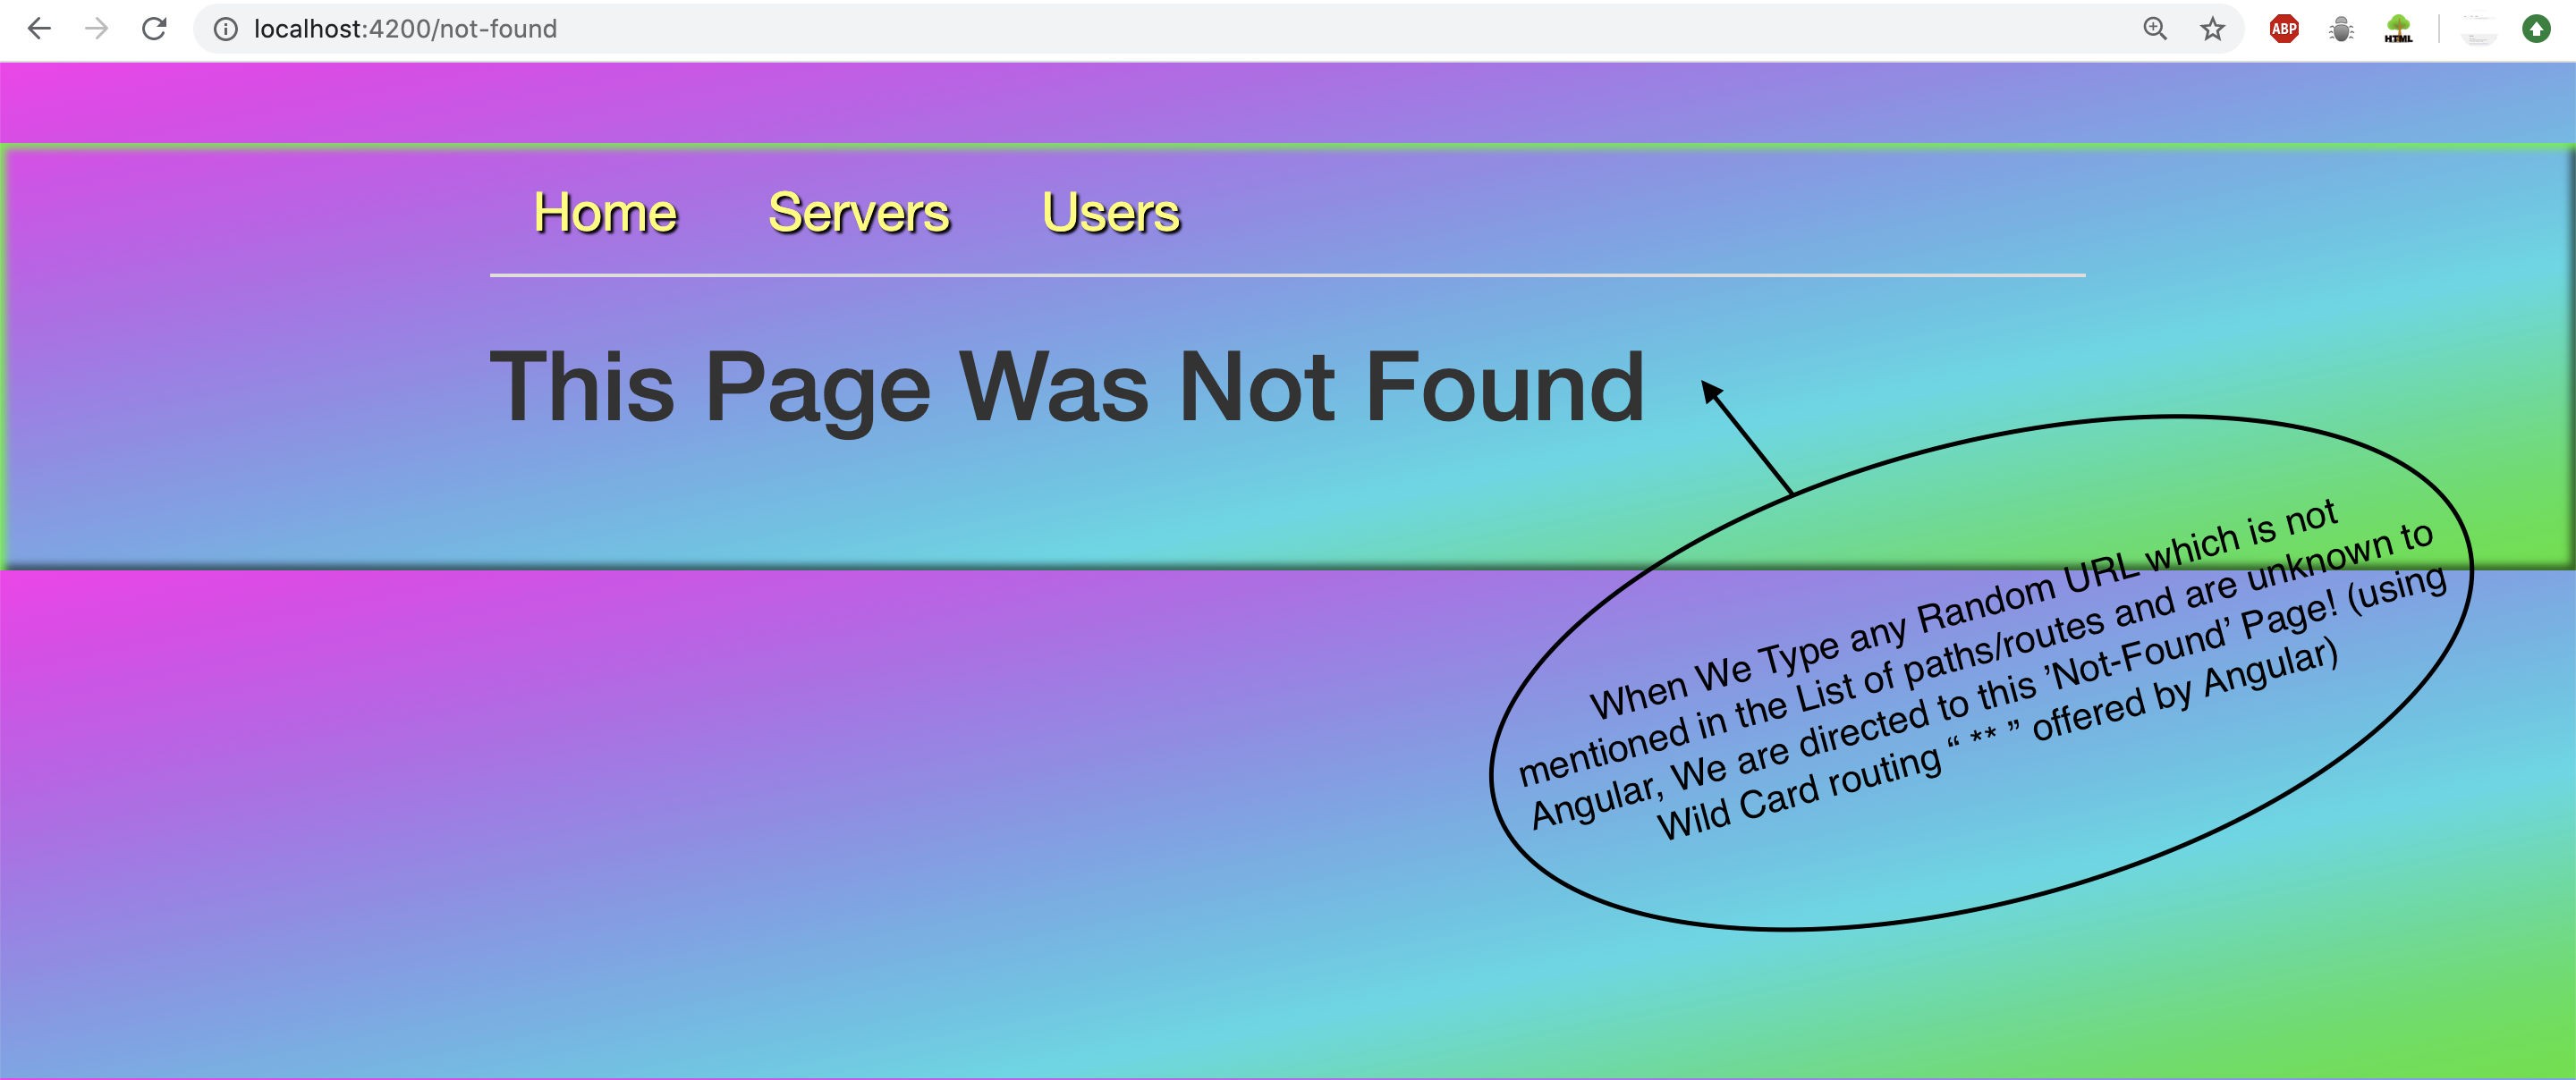 localhost:4200/not-found
ABP
HTML
Home Servers Users
This Page Was Not Found
When We Type any Random URL which is not
mentioned in the List of paths/routes and are unknown to
Angular, We are directed to this ’Not-Found’ Page! (using
Wild Card routing “ ** ” offered by Angular)